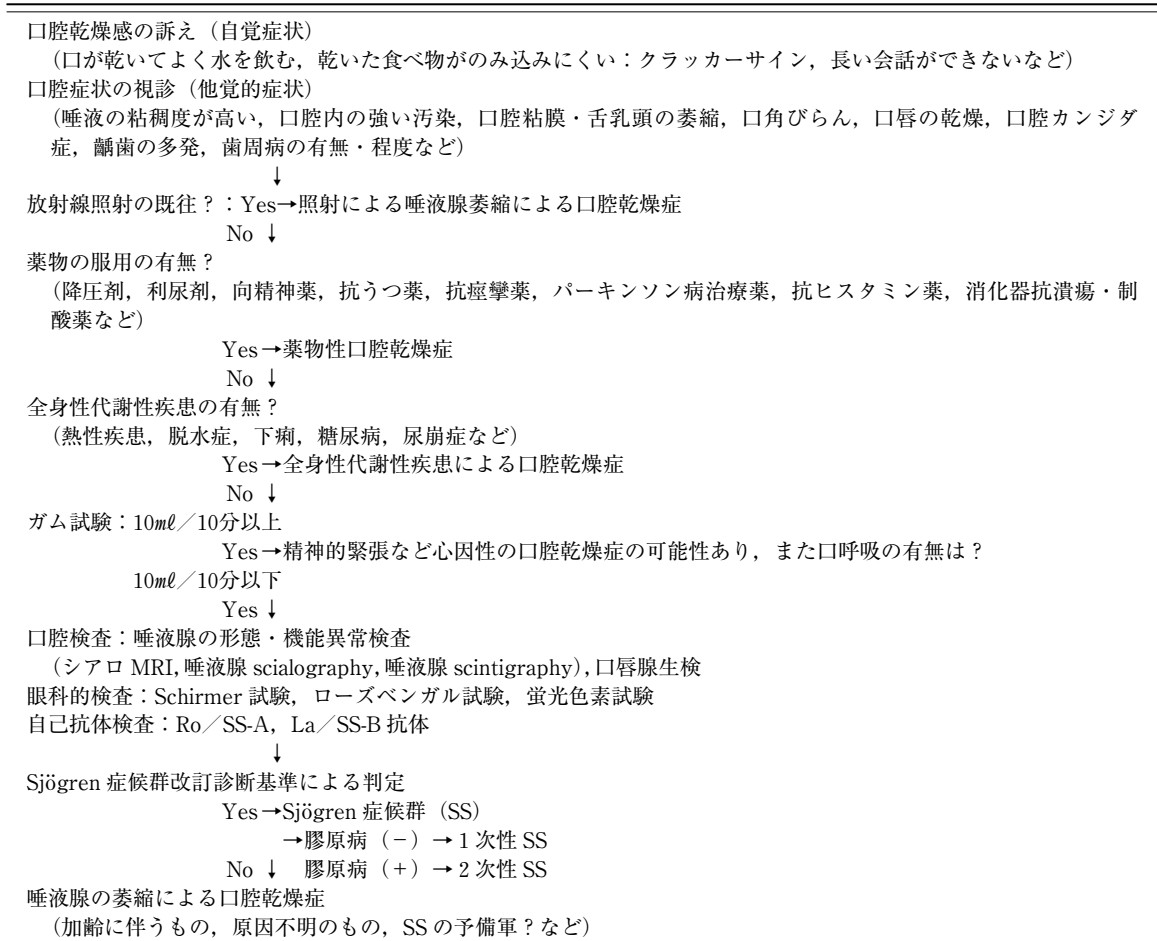 口腔乾燥感の訴え（自覚症状）
（口が乾いてよく水を飲む，乾いた食べ物がのみ込みにくい：クラッカーサイン，長い会話ができないなど）
口腔症状の視診（他覚的症状）
（唾液の粘稠度が高い，口腔内の強い汚染，口腔粘膜・舌乳頭の萎縮，口角びらん，口唇の乾燥，口腔カンジダ
症，齲歯の多発，歯周病の有無・程度など）
↓
放射線照射の既往？：Yes→照射による唾液腺萎縮による口腔乾燥症
No ↓
薬物の服用の有無？
（降圧剤，利尿剤，向精神薬，抗うつ薬，抗痙攣薬，パーキンソン病治療薬，抗ヒスタミン薬，消化器抗潰瘍・制
酸薬など）
Yes→薬物性口腔乾燥症
No ↓
全身性代謝性疾患の有無？
（熱性疾患，脱水症，下痢，糖尿病，尿崩症など）
Yes→全身性代謝性疾患による口腔乾燥症
No ↓
ガム試験：10mℓ／10分以上
Yes→精神的緊張など心因性の口腔乾燥症の可能性あり，また口呼吸の有無は？
10mℓ／10分以下
Yes ↓
口腔検査：唾液腺の形態・機能異常検査
（シアロ MRI，唾液腺 scialography，唾液腺 scintigraphy），口唇腺生検
眼科的検査：Schirmer 試験，ローズベンガル試験，蛍光色素試験
自己抗体検査：Ro／SS-A，La／SS-B 抗体
↓
Sjögren 症候群改訂診断基準による判定
Yes→Sjögren 症候群（SS）
→膠原病（−）→1 次性 SS
No ↓ 膠原病（+）→2 次性 SS
唾液腺の萎縮による口腔乾燥症
（加齢に伴うもの，原因不明のもの，SS の予備軍？など）